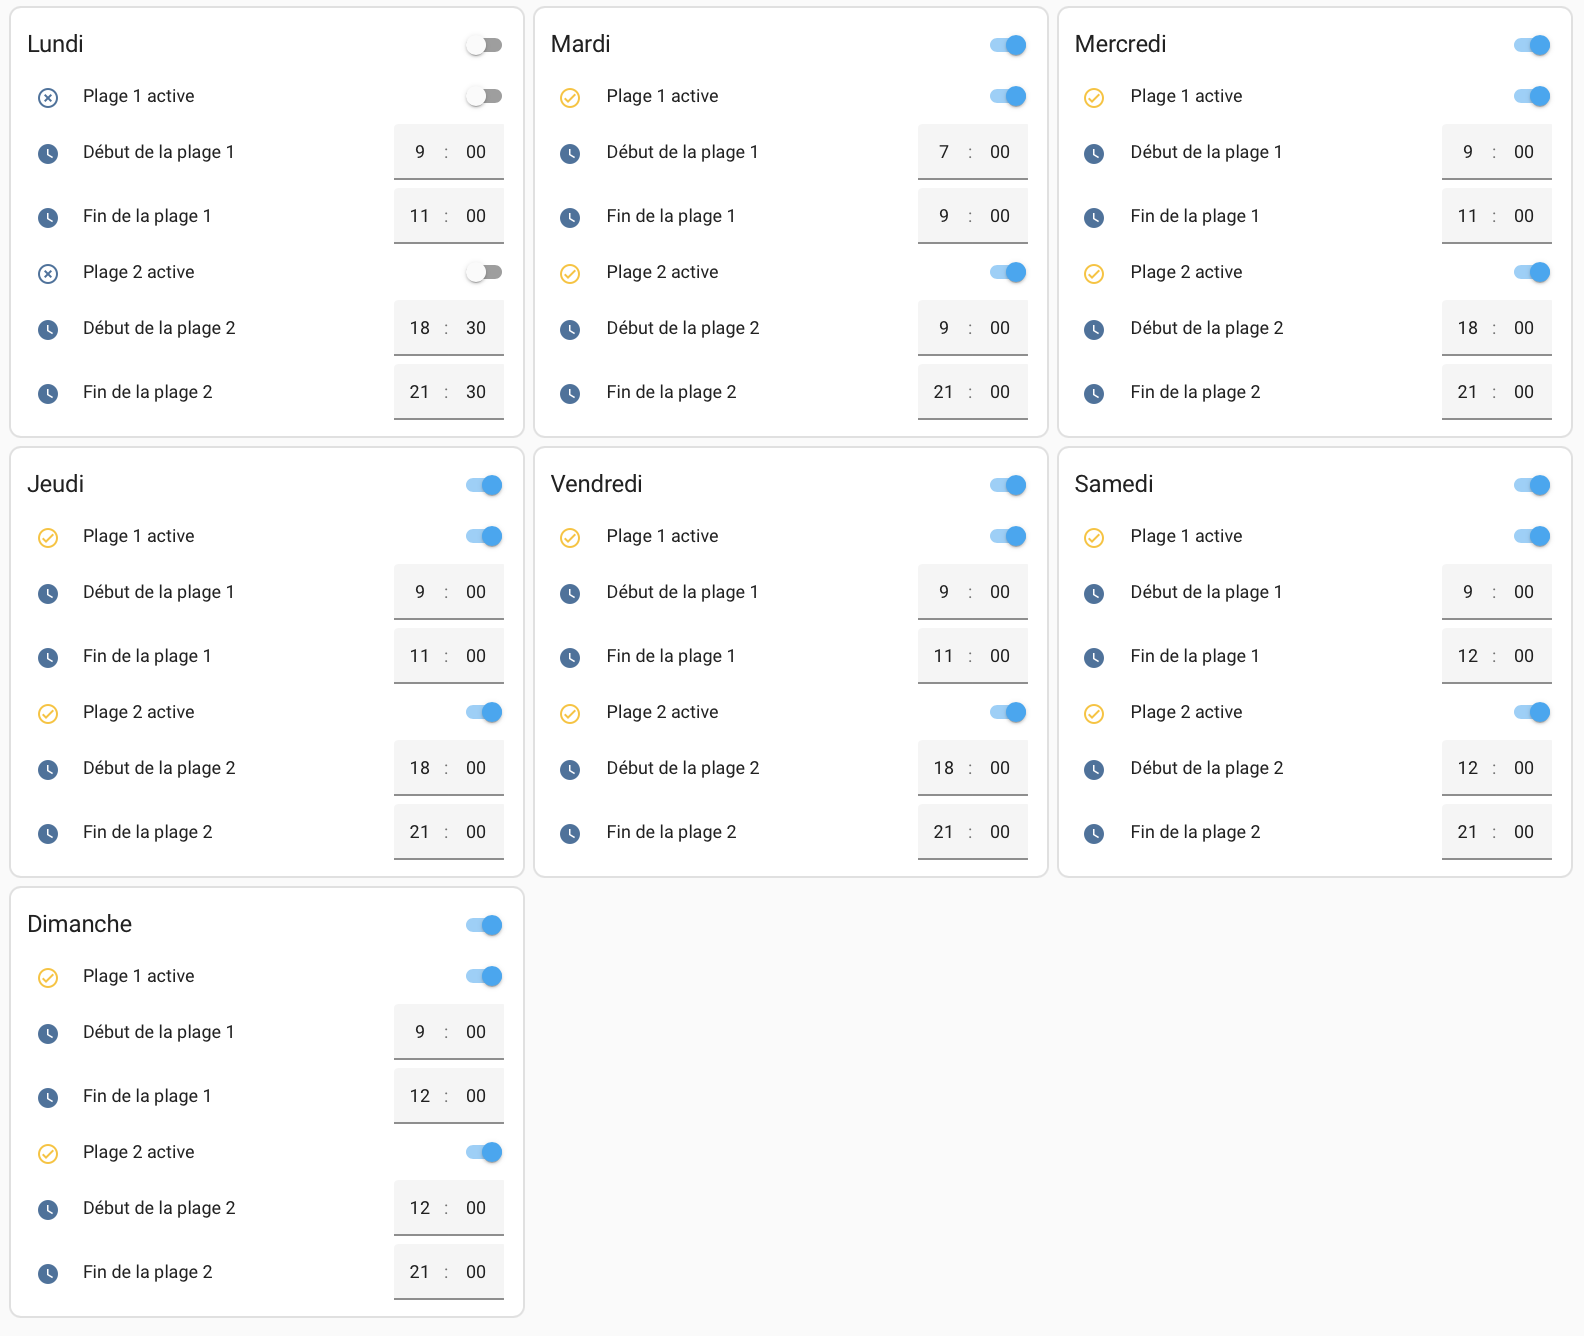 Lundi
Plage 1 active
Début de la plage 1 9 : 00
Fin de la plage 1 11 : 00
Plage 2 active
Début de la plage 2 18 : 30
Fin de la plage 2 21 : 30
Mardi
Plage 1 active
Début de la plage 1 7 : 00
Fin de la plage 1 9 : 00
Plage 2 active
Début de la plage 2 9 : 00
Fin de la plage 2 21 : 00
Mercredi
Plage 1 active
Début de la plage 1 9 : 00
Fin de la plage 1 11 : 00
Plage 2 active
Début de la plage 2 18 : 00
Fin de la plage 2 21 : 00
Jeudi
Plage 1 active
Début de la plage 1 9 : 00
Fin de la plage 1 11 : 00
Plage 2 active
Début de la plage 2 18 : 00
Fin de la plage 2 21 : 00
Vendredi
Plage 1 active
Début de la plage 1 9 : 00
Fin de la plage 1 11 : 00
Plage 2 active
Début de la plage 2 18 : 00
Fin de la plage 2 21 : 00
Samedi
Plage 1 active
Début de la plage 1 9 : 00
Fin de la plage 1 12 : 00
Plage 2 active
Début de la plage 2 12 : 00
Fin de la plage 2 21 : 00
Dimanche
Plage 1 active
Début de la plage 1 9 : 00
Fin de la plage 1 12 : 00
Plage 2 active
Début de la plage 2 12 : 00
Fin de la plage 2 21 : 00